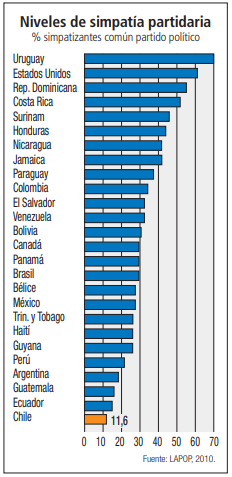 Niveles de simpatía partidaria
% simpatizantes común partido político
Uruguay
Estados Unidos
Rep. Dominicana
Costa Rica
Surinam
Honduras
Nicaragua
Jamaica
Paraguay
Colombia
El Salvador
Venezuela
Bolivia
Canadá
Panamá
Brasil
Bélice
México
Trin. y Tobago
Haití
Guyana
Perú
Argentina
Guatemala
Ecuador
Chile 11,6
0 10 20 30 40 50 60 70
Fuente: LAPOP, 2010.